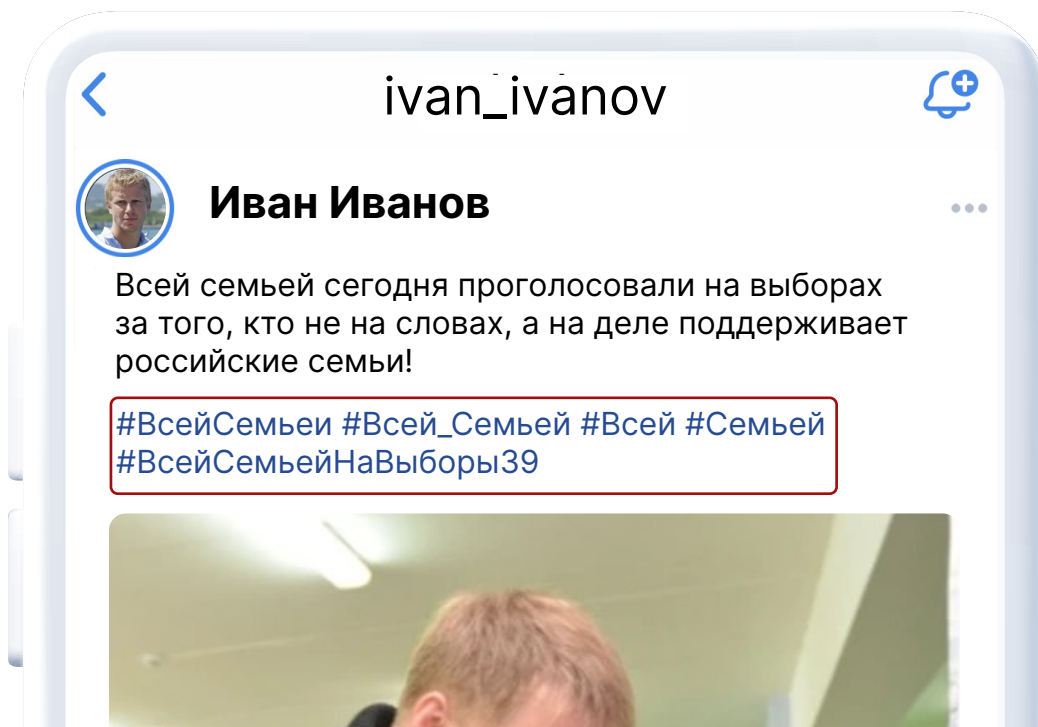 ivan_ivanov
Иван Иванов
Всей семьей сегодня проголосовали на выборах
за того, кто не на словах, а на деле поддерживает
российские семьи!
#ВсейСемьеи #Всей_Семьей #Всей #Семьей
#ВсейСемьейНаВыборы39